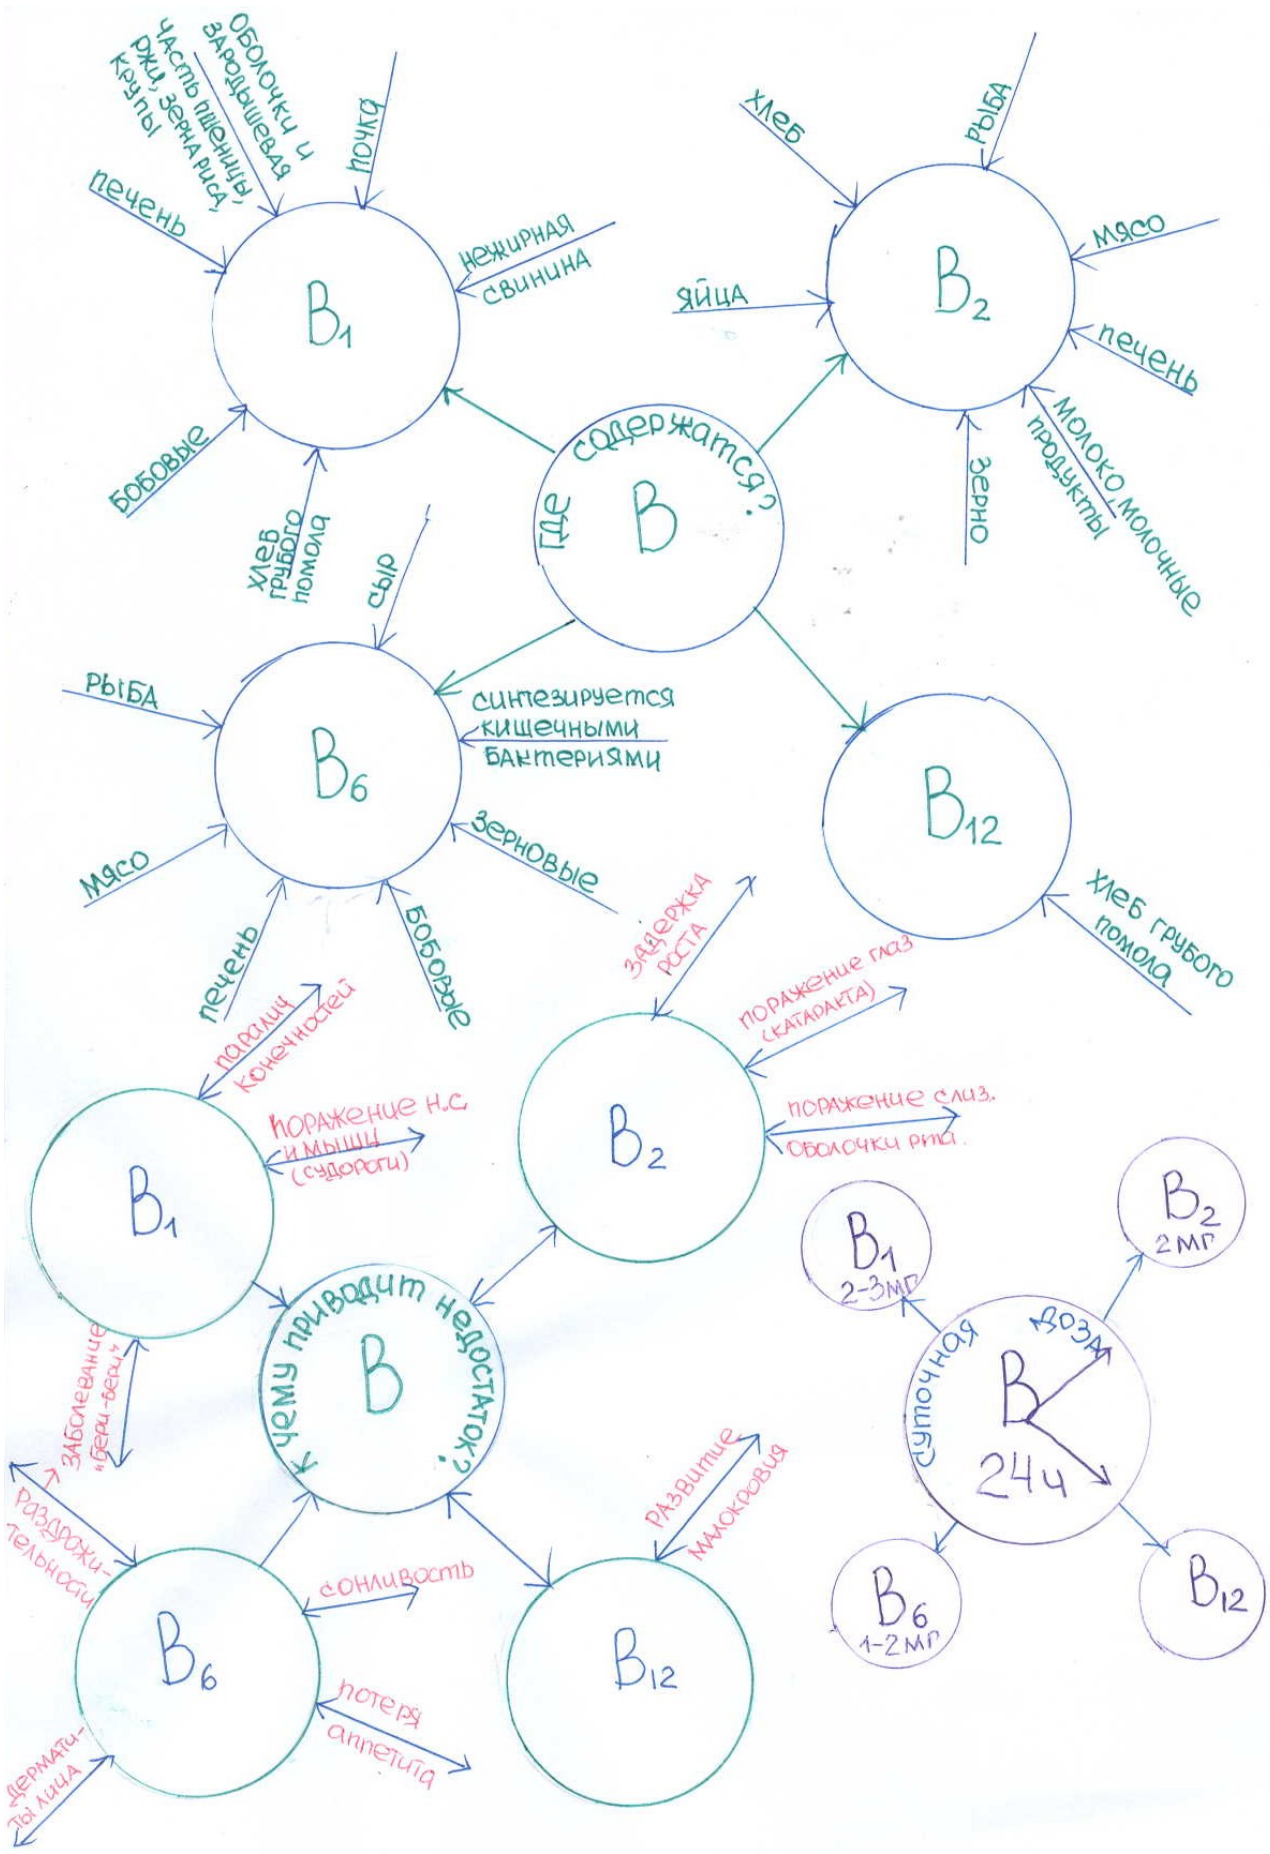 ОБОЛОЧКИ И
ЗАРОДЫШЕВАЯ
ЧАСТЬ ПШЕНИЦЫ,
РЖИ, ЗЕРНА РИСА,
КРУПЫ
ПОЧКА
ПЕЧЕНЬ
НЕЖИРНАЯ
СВИНИНА
B1
БОБОВЫЕ
ХЛЕБ
ГРУБОГО
ПОМОЛА
ХЛЕБ
РЫБА
МЯСО
ЯЙЦА
B2
ПЕЧЕНЬ
МОЛОКО, МОЛОЧНЫЕ
ПРОДУКТЫ
ЗЕРНО
ГДЕ СОДЕРЖАТСЯ?
B
СЫР
РЫБА
СИНТЕЗИРУЕТСЯ
КИШЕЧНЫМИ
БАКТЕРИЯМИ
B6
МЯСО
ЗЕРНОВЫЕ
ПЕЧЕНЬ
БОБОВЫЕ
B12
ХЛЕБ ГРУБОГО
ПОМОЛА
ПАРАЛИЧ
КОНЕЧНОСТЕЙ
ПОРАЖЕНИЕ Н.С.
И МЫШЦ
(СУДОРОГИ)
B1
ЗАБОЛЕВАНИЕ
"БЕРИ-БЕРИ"
ЗАДЕРЖКА
РОСТА
ПОРАЖЕНИЕ ГЛАЗ
(КАТАРАКТА)
ПОРАЖЕНИЕ СЛИЗ.
ОБОЛОЧКИ РТА.
B2
К ЧЕМУ ПРИВОДИТ НЕДОСТАТОК?
B
РАЗДРАЖИ-
ТЕЛЬНОСТИ
СОНЛИВОСТЬ
B6
ПОТЕРЯ
АППЕТИТА
ДЕРМАТИ-
ТЫ ЛИЦА
РАЗВИТИЕ
МАЛОКРОВИЯ
B12
B1
2-3МГ
B2
2МГ
СУТОЧНАЯ ДОЗА
B
24Ч
B6
1-2МГ
B12